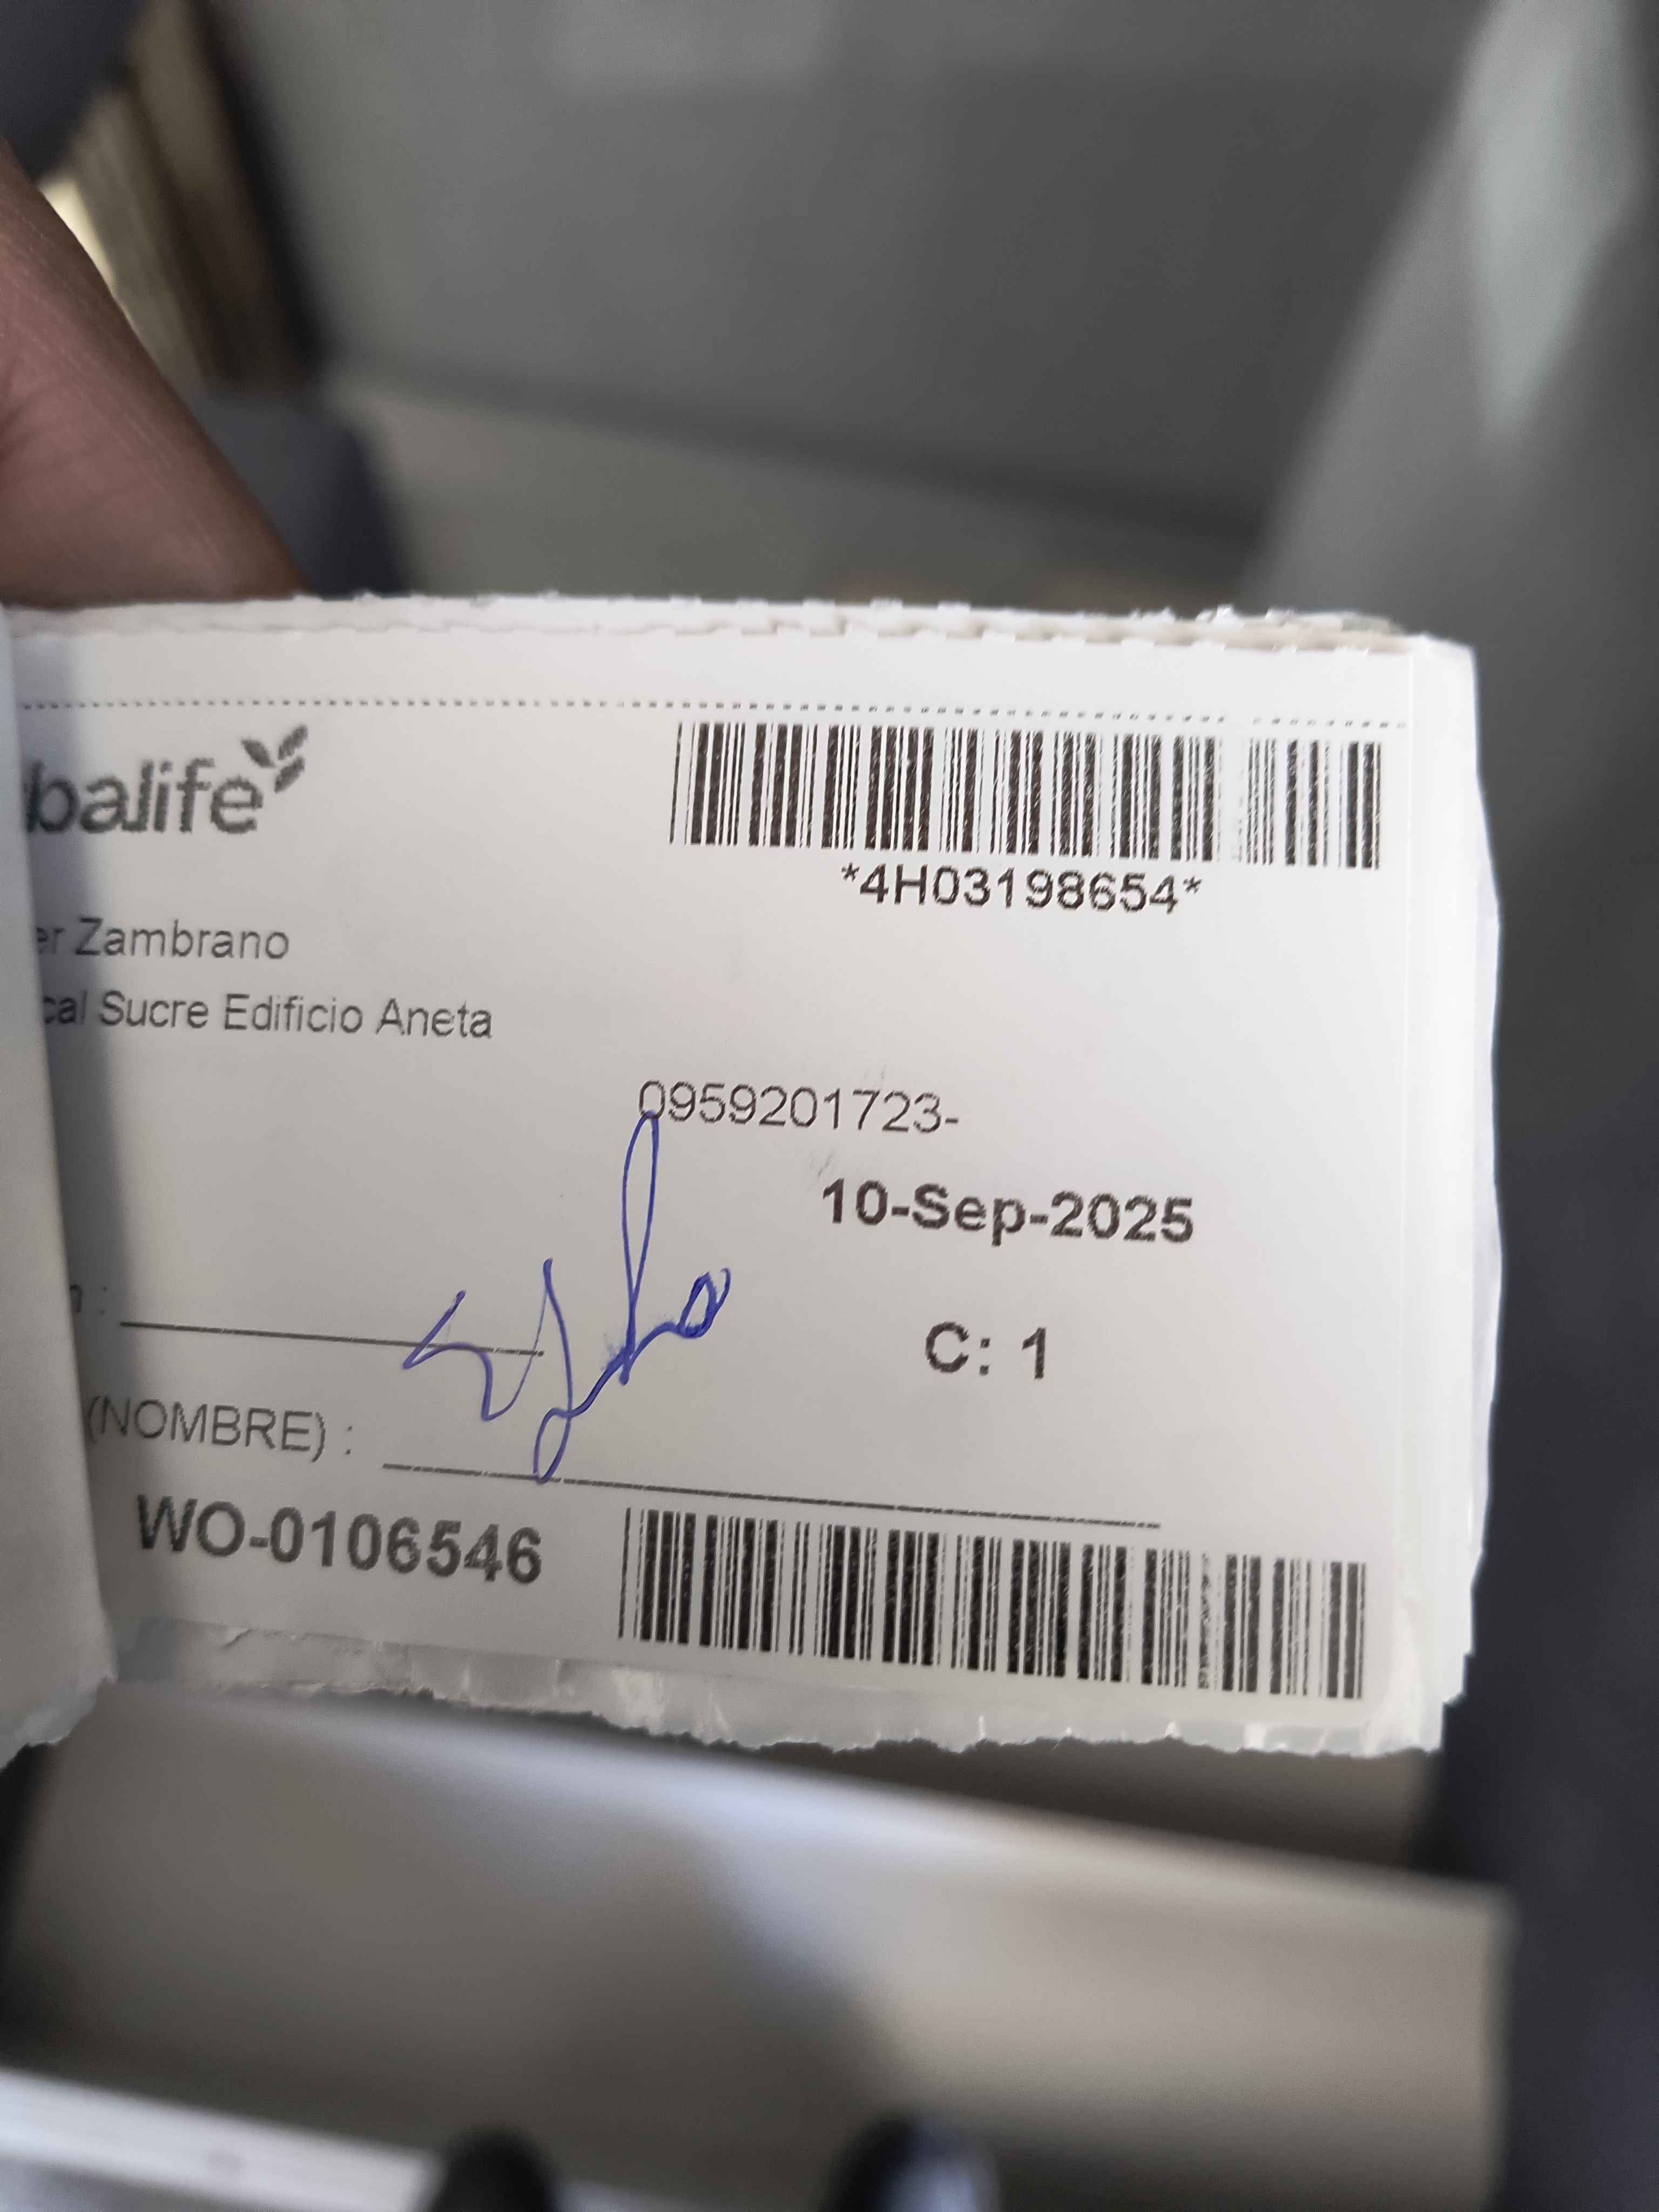 balife
*4H03198654*
er Zambrano
cal Sucre Edificio Aneta
0959201723-
10-Sep-2025
C: 1
(NOMBRE) :
WO-0106546